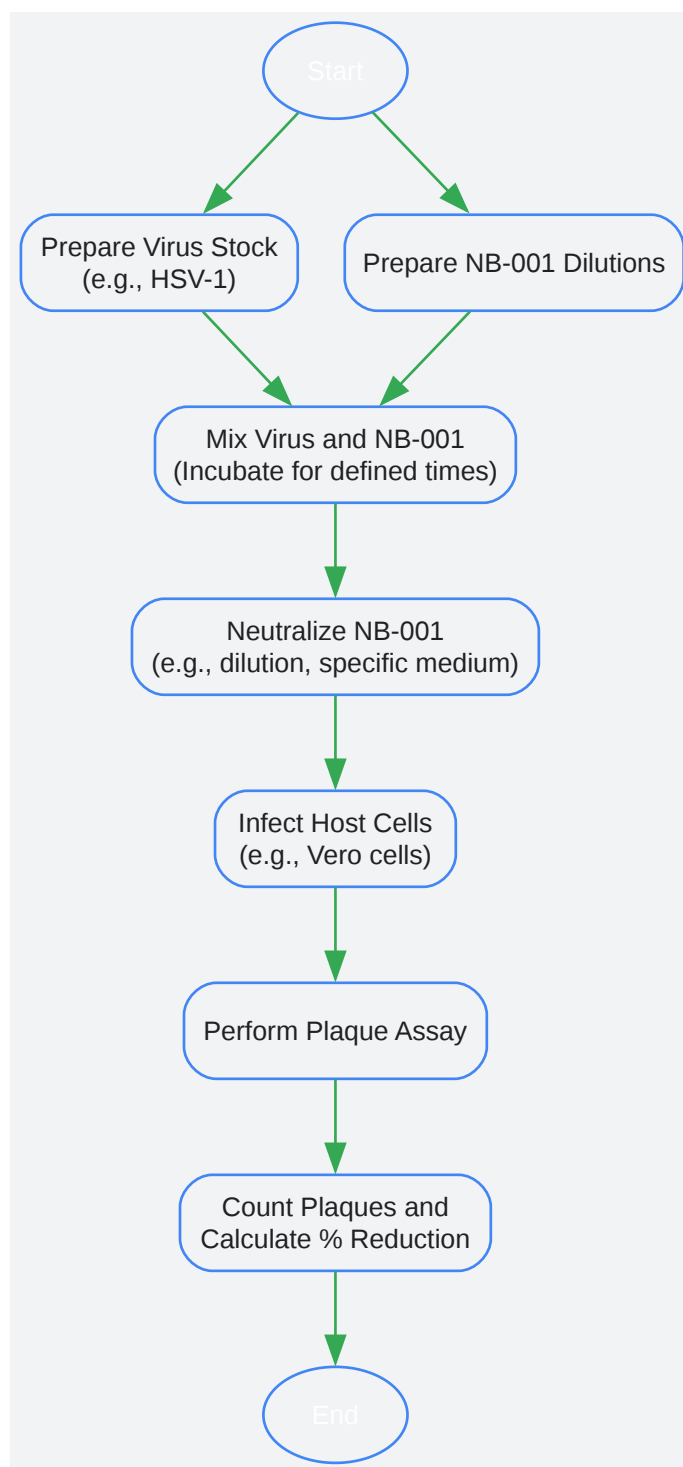 Start
Prepare Virus Stock
(e.g., HSV-1)
Prepare NB-001 Dilutions
Mix Virus and NB-001
(Incubate for defined times)
Neutralize NB-001
(e.g., dilution, specific medium)
Infect Host Cells
(e.g., Vero cells)
Perform Plaque Assay
Count Plaques and
Calculate % Reduction
End